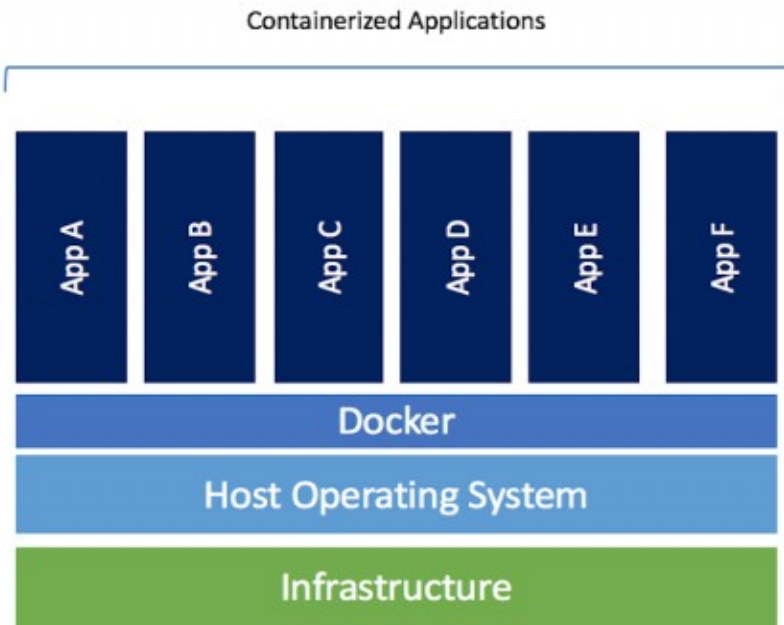 Containerized Applications
App A
App B
App C
App D
App E
App F
Docker
Host Operating System
Infrastructure